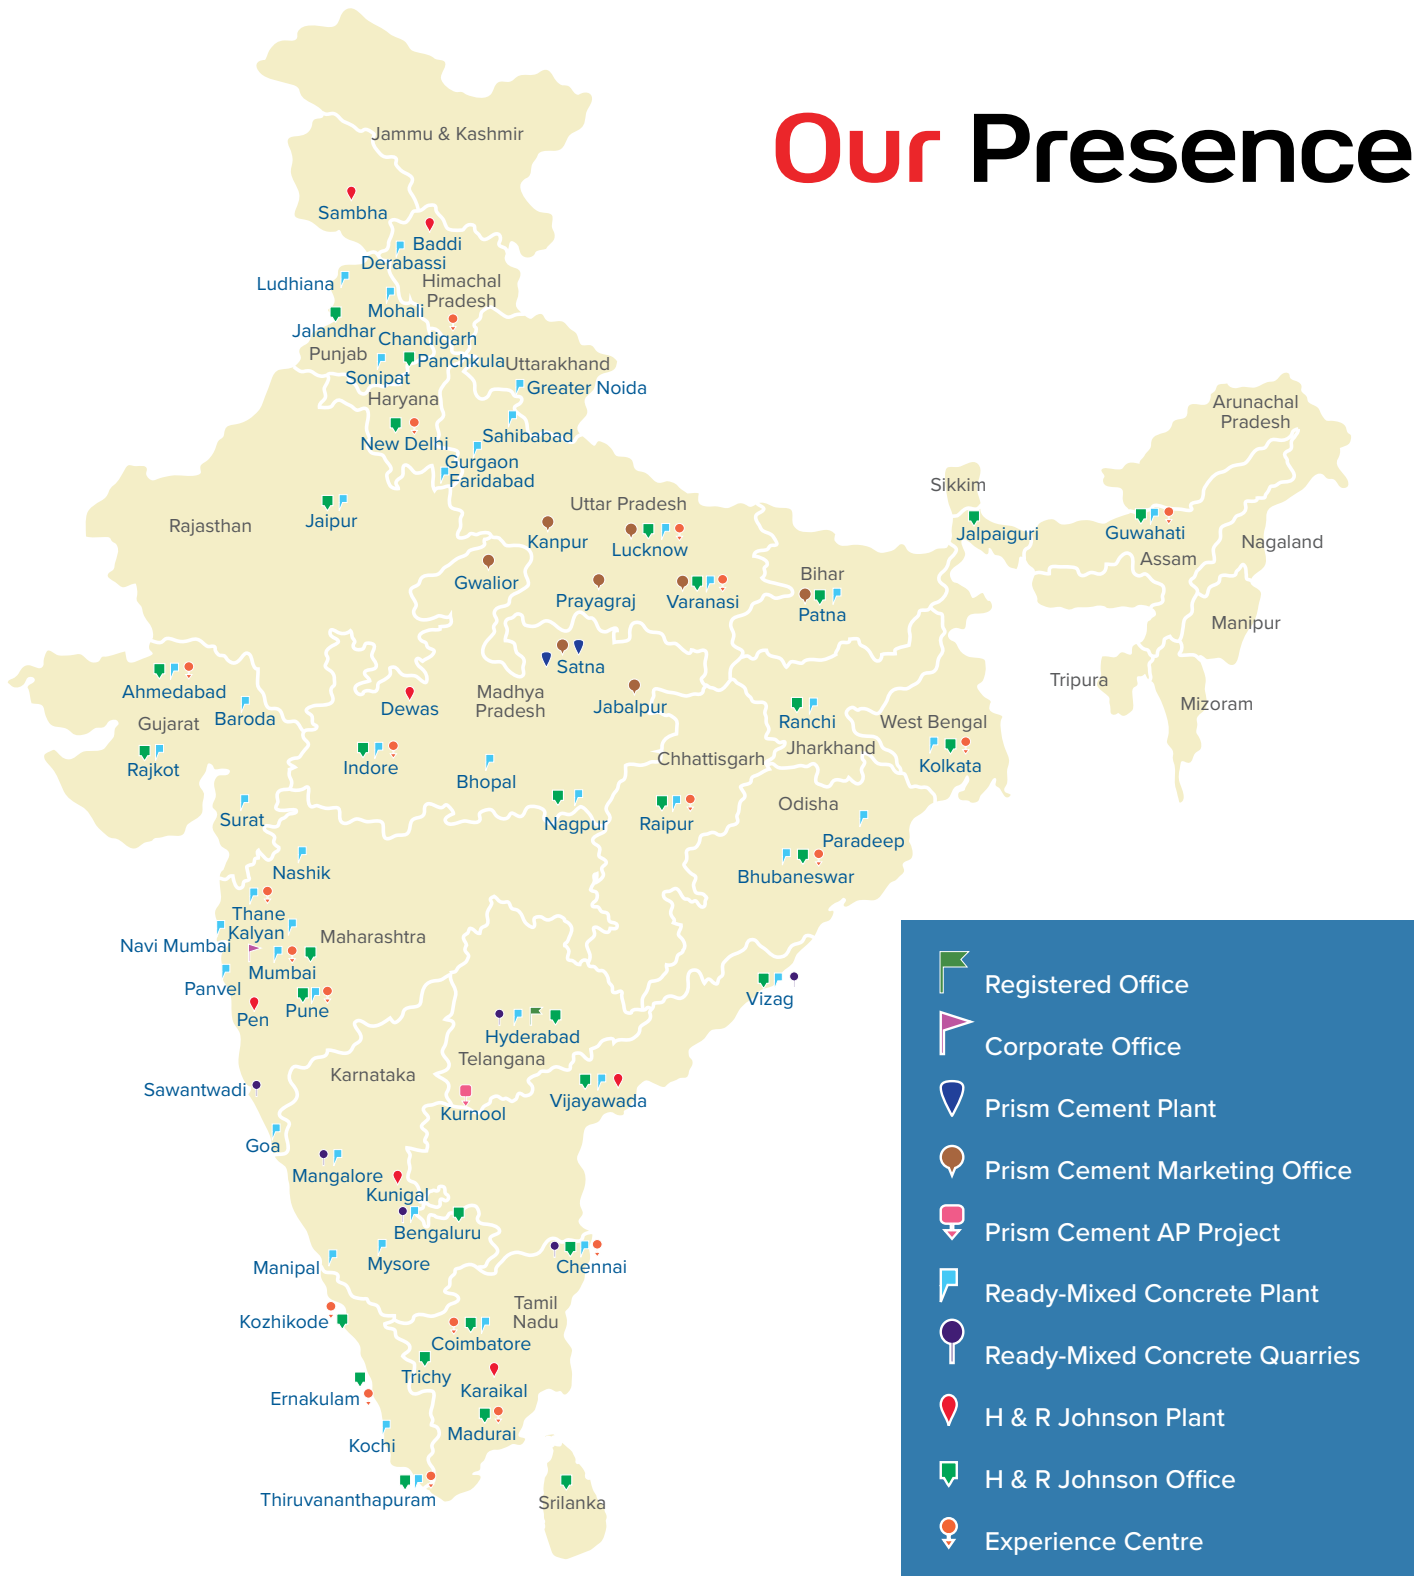 Our Presence
Jammu & Kashmir
Sambha
Baddi
Derabassi
Himachal
Pradesh
Ludhiana
Mohali
Jalandhar
Chandigarh
Punjab
Panchkula
Uttarakhand
Sonipat
Greater Noida
Haryana
New Delhi
Sahibabad
Gurgaon
Faridabad
Arunachal
Pradesh
Sikkim
Rajasthan
Jaipur
Uttar Pradesh
Kanpur
Lucknow
Jalpaiguri
Guwahati
Nagaland
Assam
Gwalior
Prayagraj
Varanasi
Bihar
Patna
Manipur
Satna
Tripura
Mizoram
Ahmedabad
Baroda
Gujarat
Rajkot
Dewas
Madhya
Pradesh
Jabalpur
Ranchi
Jharkhand
West Bengal
Kolkata
Indore
Bhopal
Chhattisgarh
Surat
Nagpur
Raipur
Odisha
Paradeep
Bhubaneswar
Nashik
Thane
Kalyan
Navi Mumbai
Maharashtra
Mumbai
Panvel
Pune
Pen
Vizag
Hyderabad
Telangana
Karnataka
Sawantwadi
Kurnool
Vijayawada
Goa
Mangalore
Kunigal
Bengaluru
Mysore
Manipal
Chennai
Tamil
Nadu
Kozhikode
Coimbatore
Trichy
Karaikal
Ernakulam
Madurai
Kochi
Thiruvananthapuram
Srilanka
Registered Office
Corporate Office
Prism Cement Plant
Prism Cement Marketing Office
Prism Cement AP Project
Ready-Mixed Concrete Plant
Ready-Mixed Concrete Quarries
H & R Johnson Plant
H & R Johnson Office
Experience Centre